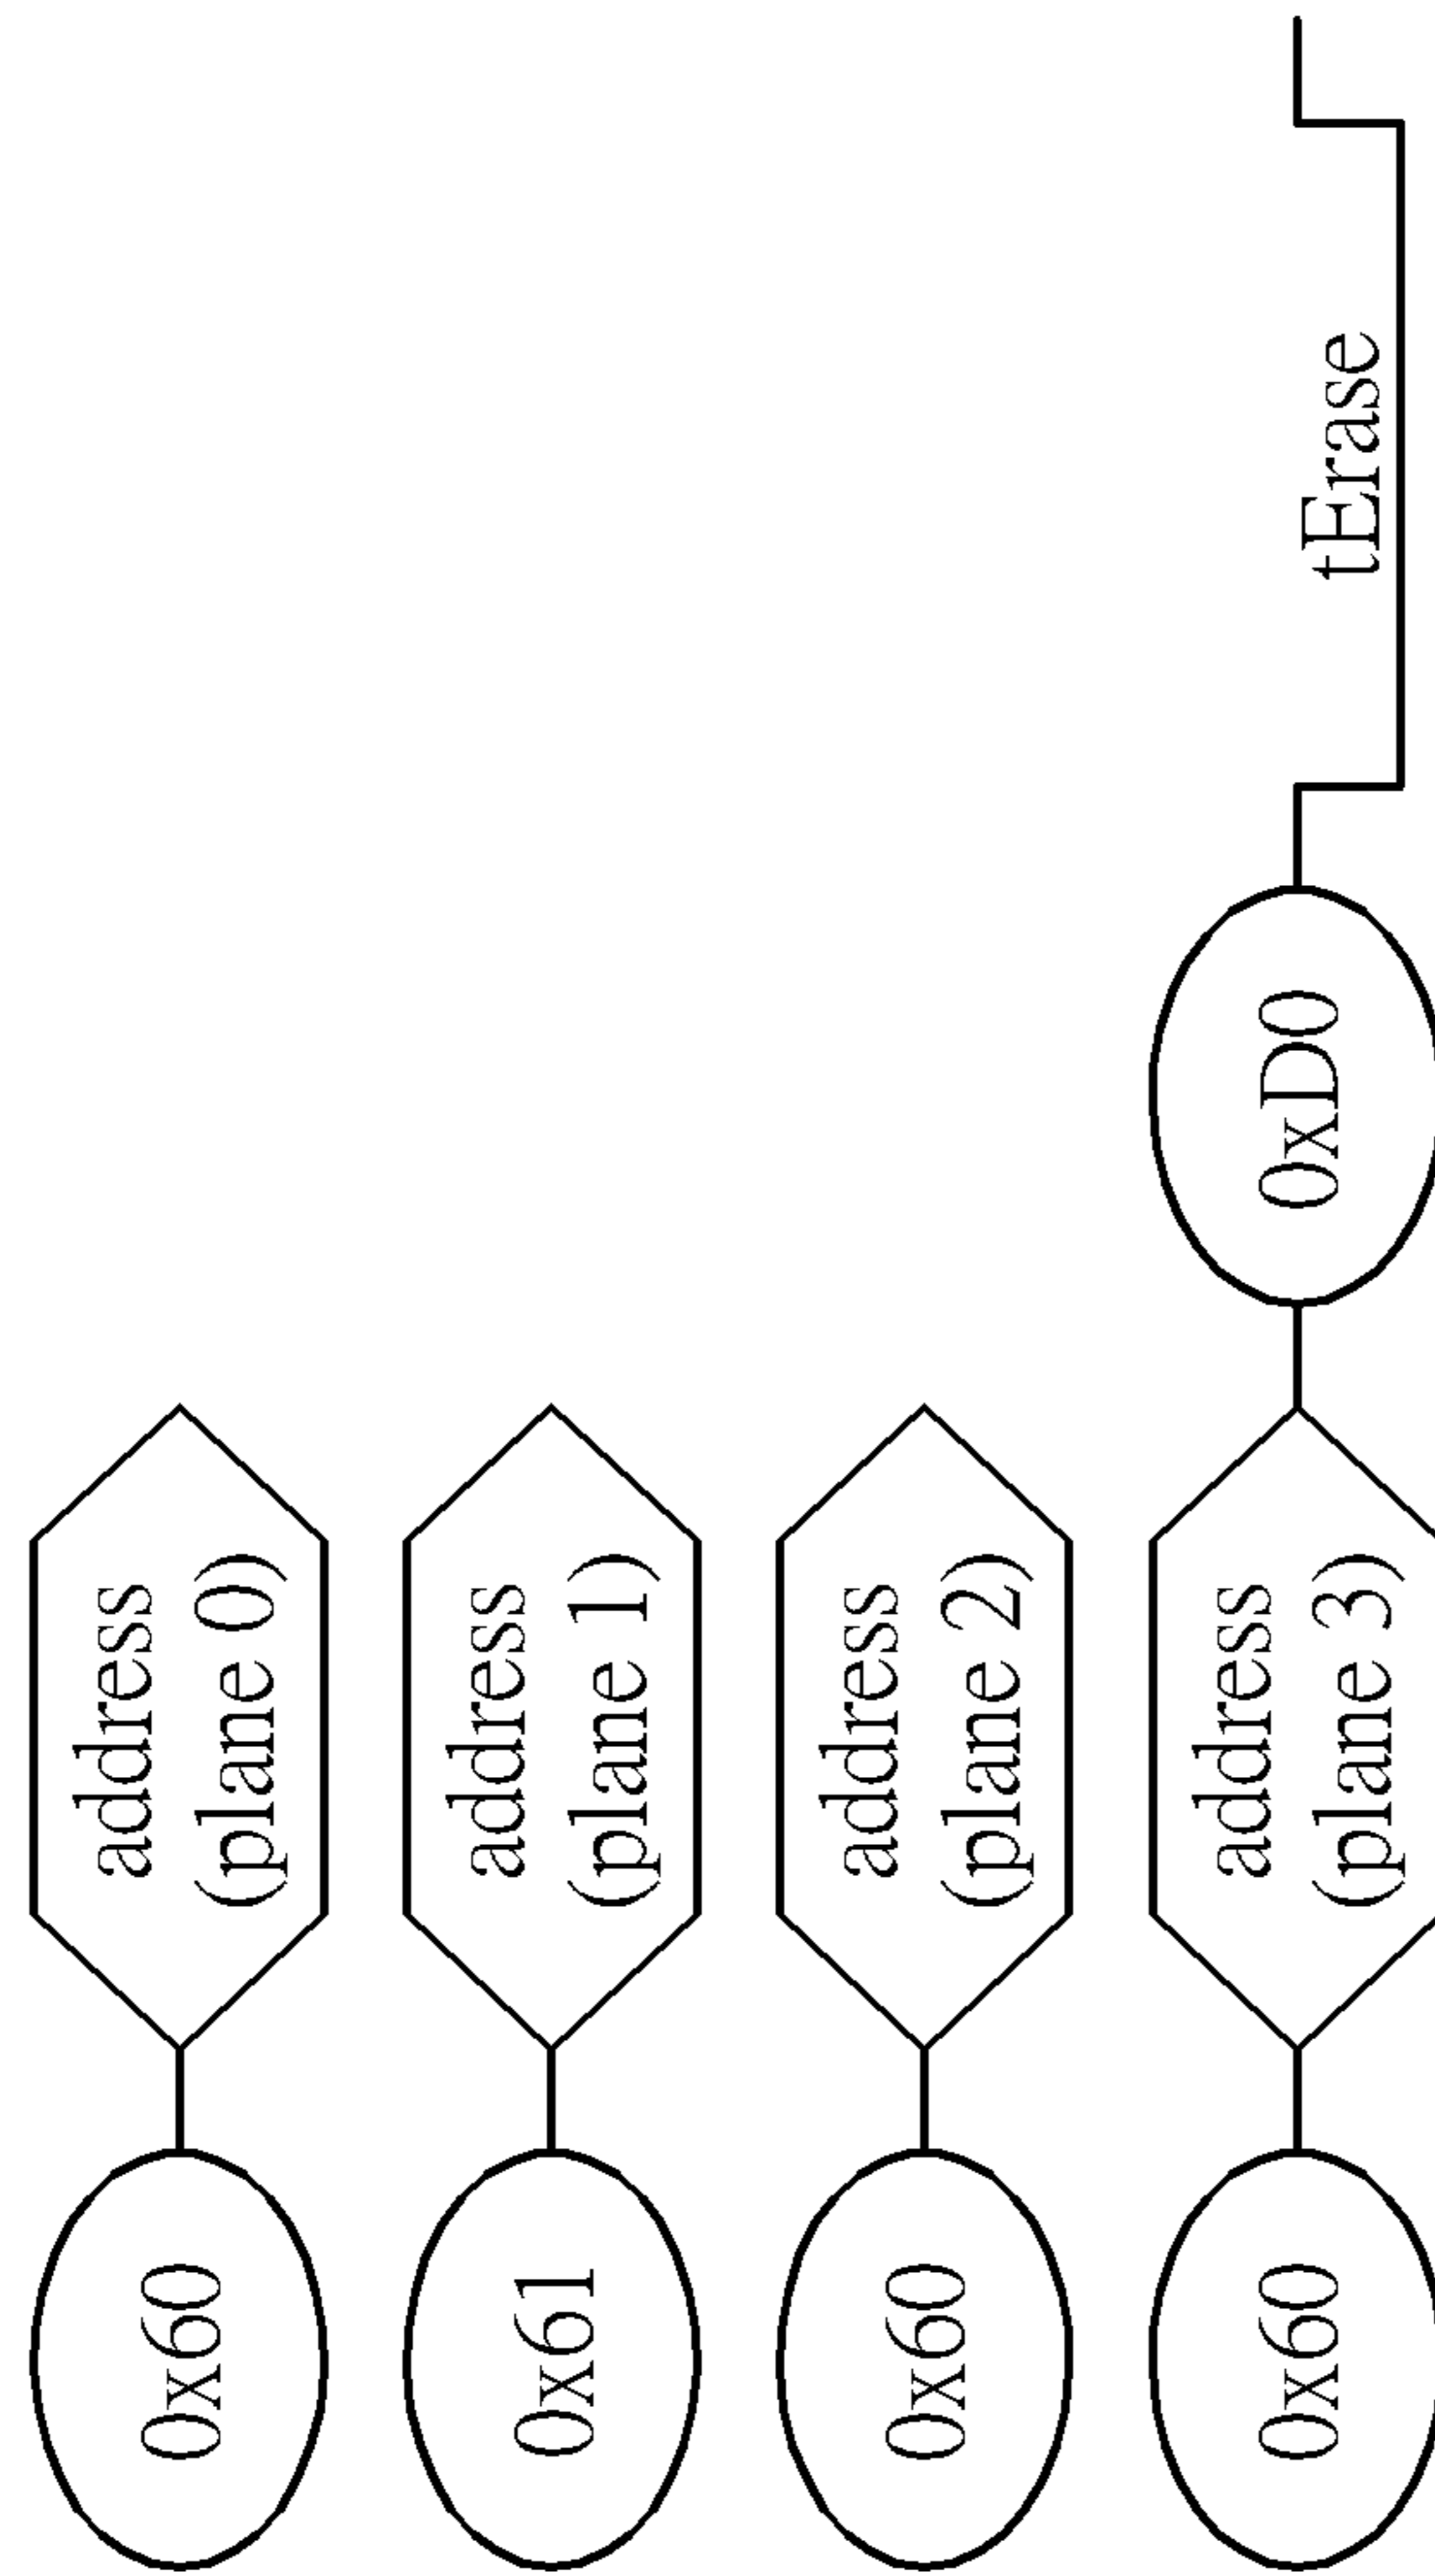 0x60
address
(plane 0)
0x61
address
(plane 1)
0x60
address
(plane 2)
0x60
address
(plane 3)
0xD0
tErase